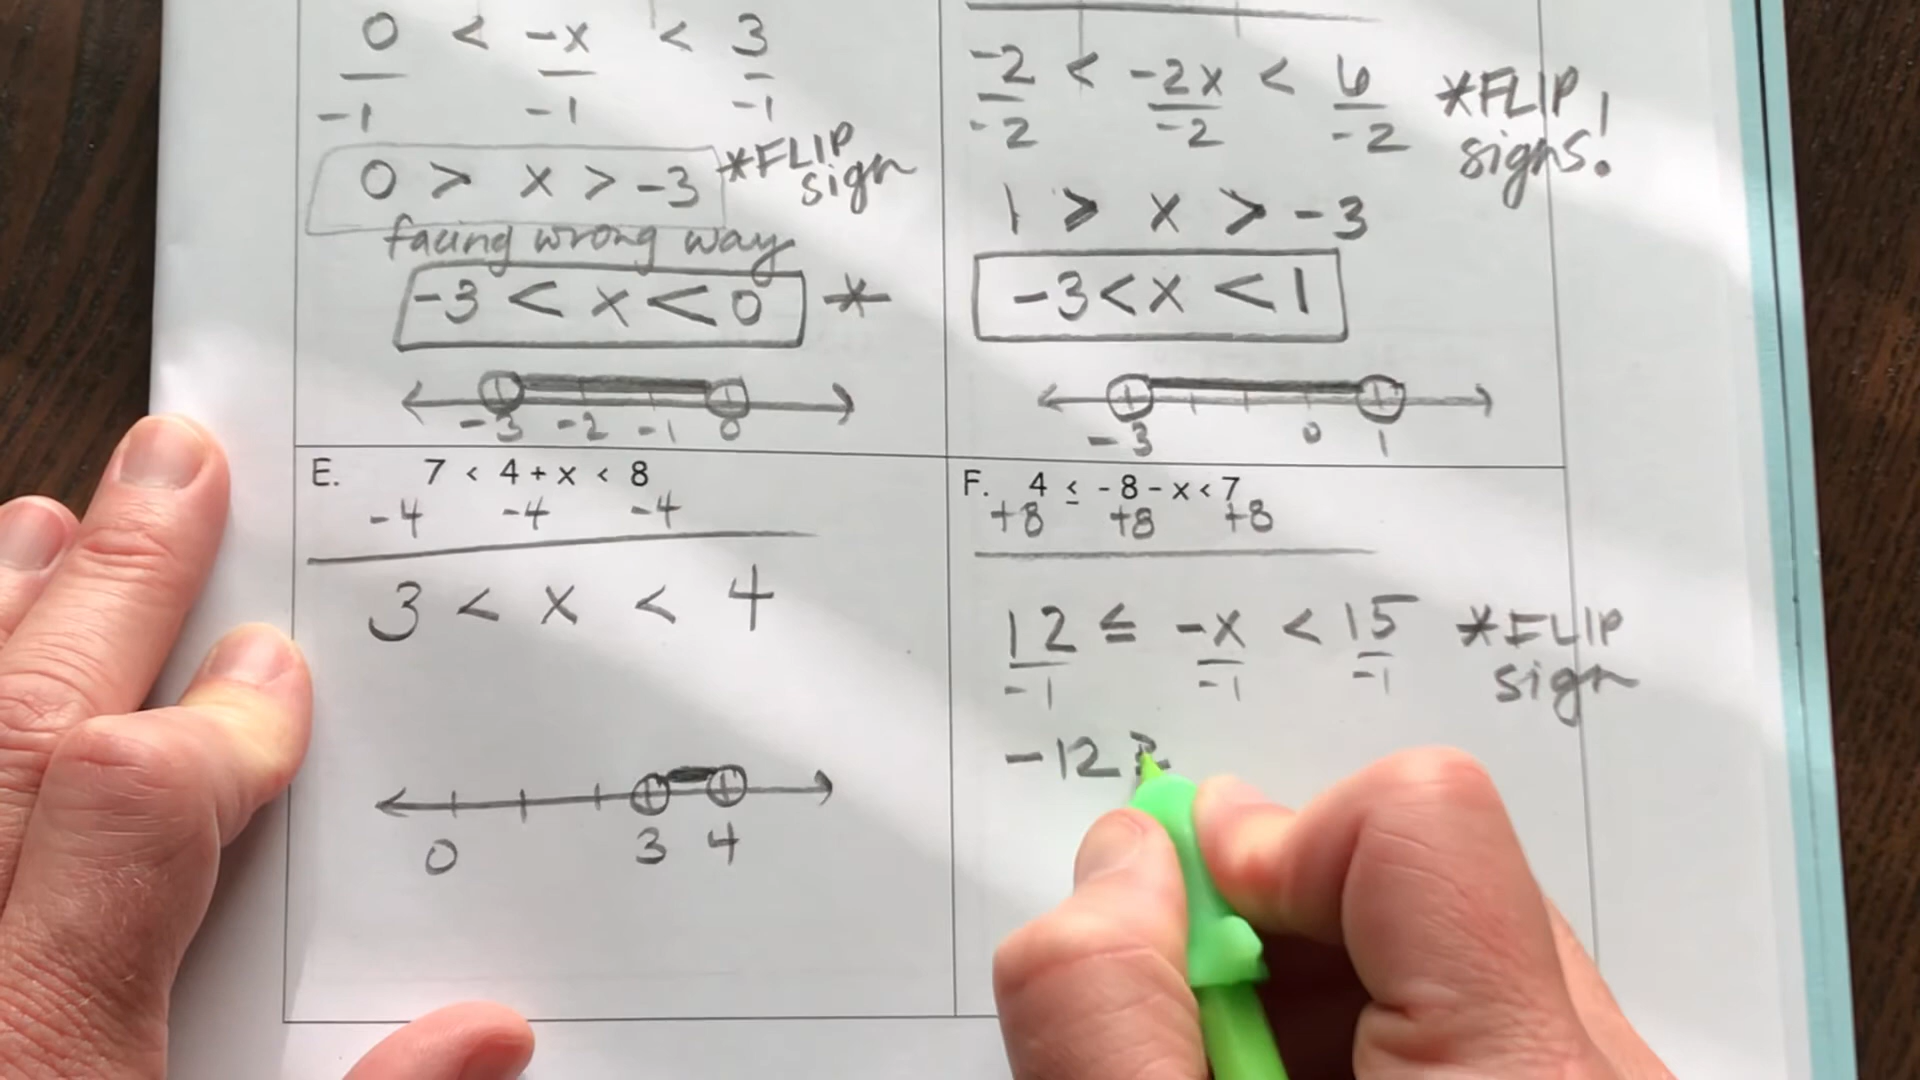 0 < -x < 3
-1 -1 -1
0 > x > -3 *FLIP sign
facing wrong way
-3 < x < 0 *
-3 -2 -1 0
-2 < -2x < 6 *FLIP signs!
-2 -2 -2
1 > x > -3
-3 < x < 1
-3 0 1
E. 7 < 4 + x < 8
-4 -4 -4
3 < x < 4
0 3 4
F. 4 ≤ -8 - x < 7
+8 +8 +8
12 ≤ -x < 15 *FLIP sign
-1 -1 -1
-12 ≥